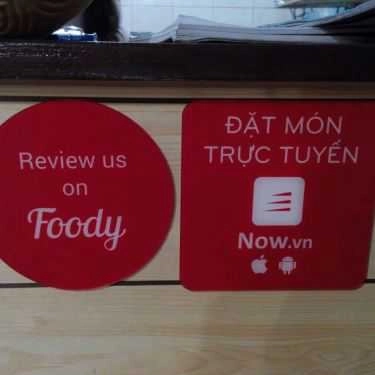 Review us
on
Foody
ĐẶT MÓN
TRỰC TUYẾN
Now.vn